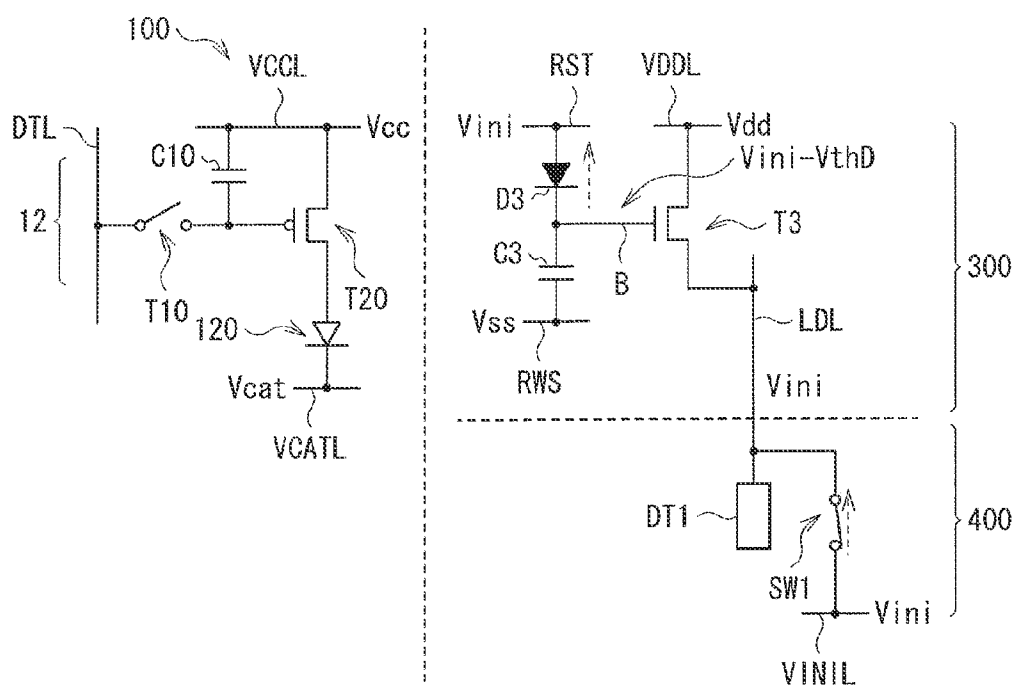 100
VCCL
DTL
Vcc
C10
12
T10
T20
120
Vcat
VCATL
RST
VDDL
Vini
Vdd
Vini-VthD
D3
T3
C3
B
300
Vss
LDL
RWS
Vini
DT1
400
SW1
Vini
VINIL